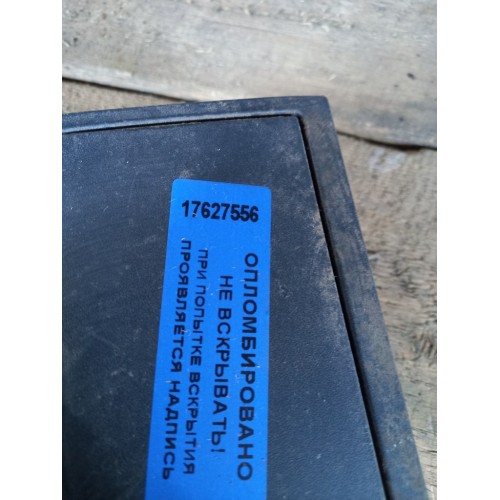 17627556
ОПЛОМБИРОВАНО
НЕ ВСКРЫВАТЬ!
ПРИ ПОПЫТКЕ ВСКРЫТИЯ
ПРОЯВЛЯЕТСЯ НАДПИСЬ